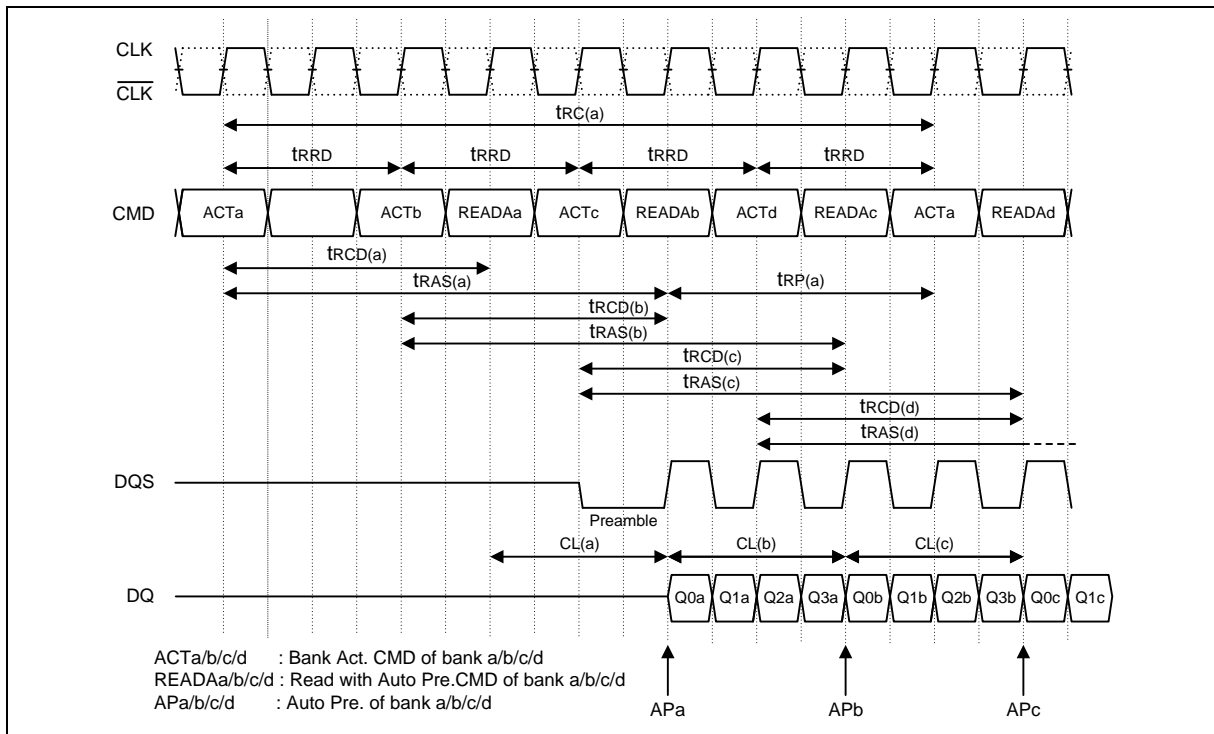 CLK
CLK
tRC(a)
tRRD tRRD tRRD tRRD
CMD ACTa ACTb READAa ACTc READAb ACTd READAc ACTa READAd
tRCD(a)
tRAS(a) tRP(a)
tRCD(b)
tRAS(b)
tRCD(c)
tRAS(c)
tRCD(d)
tRAS(d)
DQS
Preamble
CL(a) CL(b) CL(c)
DQ Q0a Q1a Q2a Q3a Q0b Q1b Q2b Q3b Q0c Q1c
ACTa/b/c/d : Bank Act. CMD of bank a/b/c/d
READAa/b/c/d : Read with Auto Pre.CMD of bank a/b/c/d
APa/b/c/d : Auto Pre. of bank a/b/c/d
APa APb APc